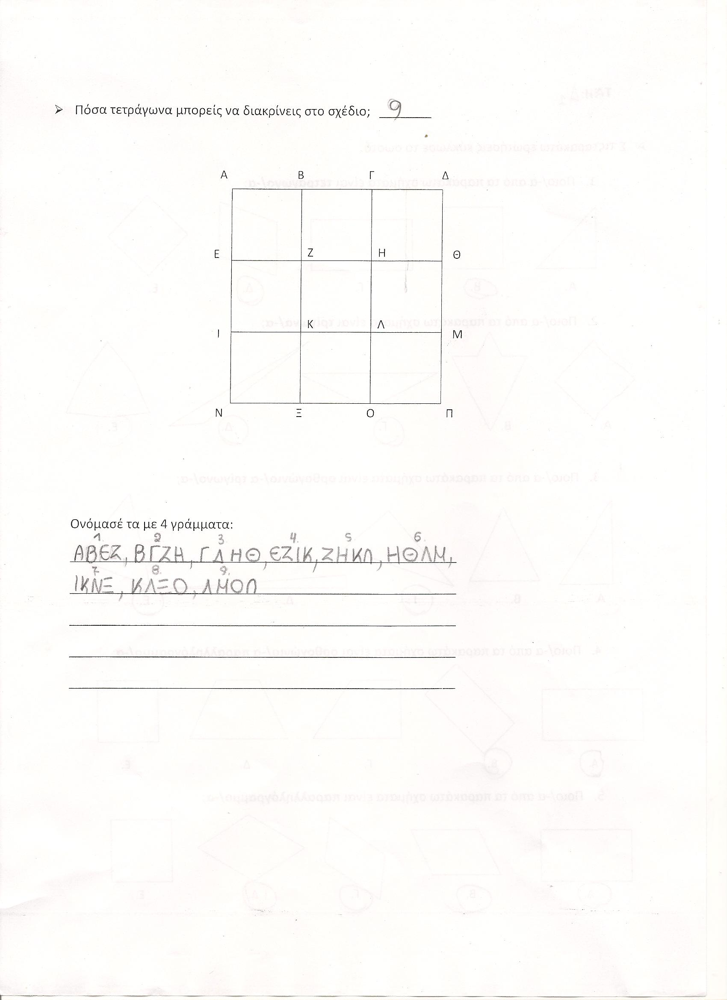 ➢ Πόσα τετράγωνα μπορείς να διακρίνεις στο σχέδιο; 9
Α Β Γ Δ
Ε Ζ Η Θ
Ι Κ Λ Μ
Ν Ξ Ο Π
Ονόμασέ τα με 4 γράμματα:
1. 2 3 4. 5 6.
ΑΒΕΖ, ΒΓΖΗ, ΓΔΗΘ, ΕΖΙΚ, ΖΗΚΛ, ΗΘΛΜ,
7. 8. 9.
ΙΚΝΞ, ΚΛΞΟ, ΛΜΟΠ